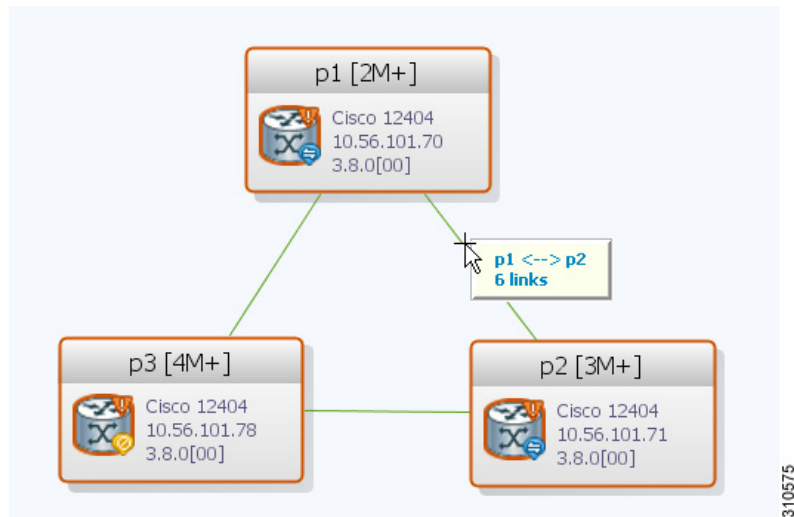 p1 [2M+]
Cisco 12404
10.56.101.70
3.8.0[00]
p1 <--> p2
6 links
p3 [4M+]
Cisco 12404
10.56.101.78
3.8.0[00]
p2 [3M+]
Cisco 12404
10.56.101.71
3.8.0[00]
310575